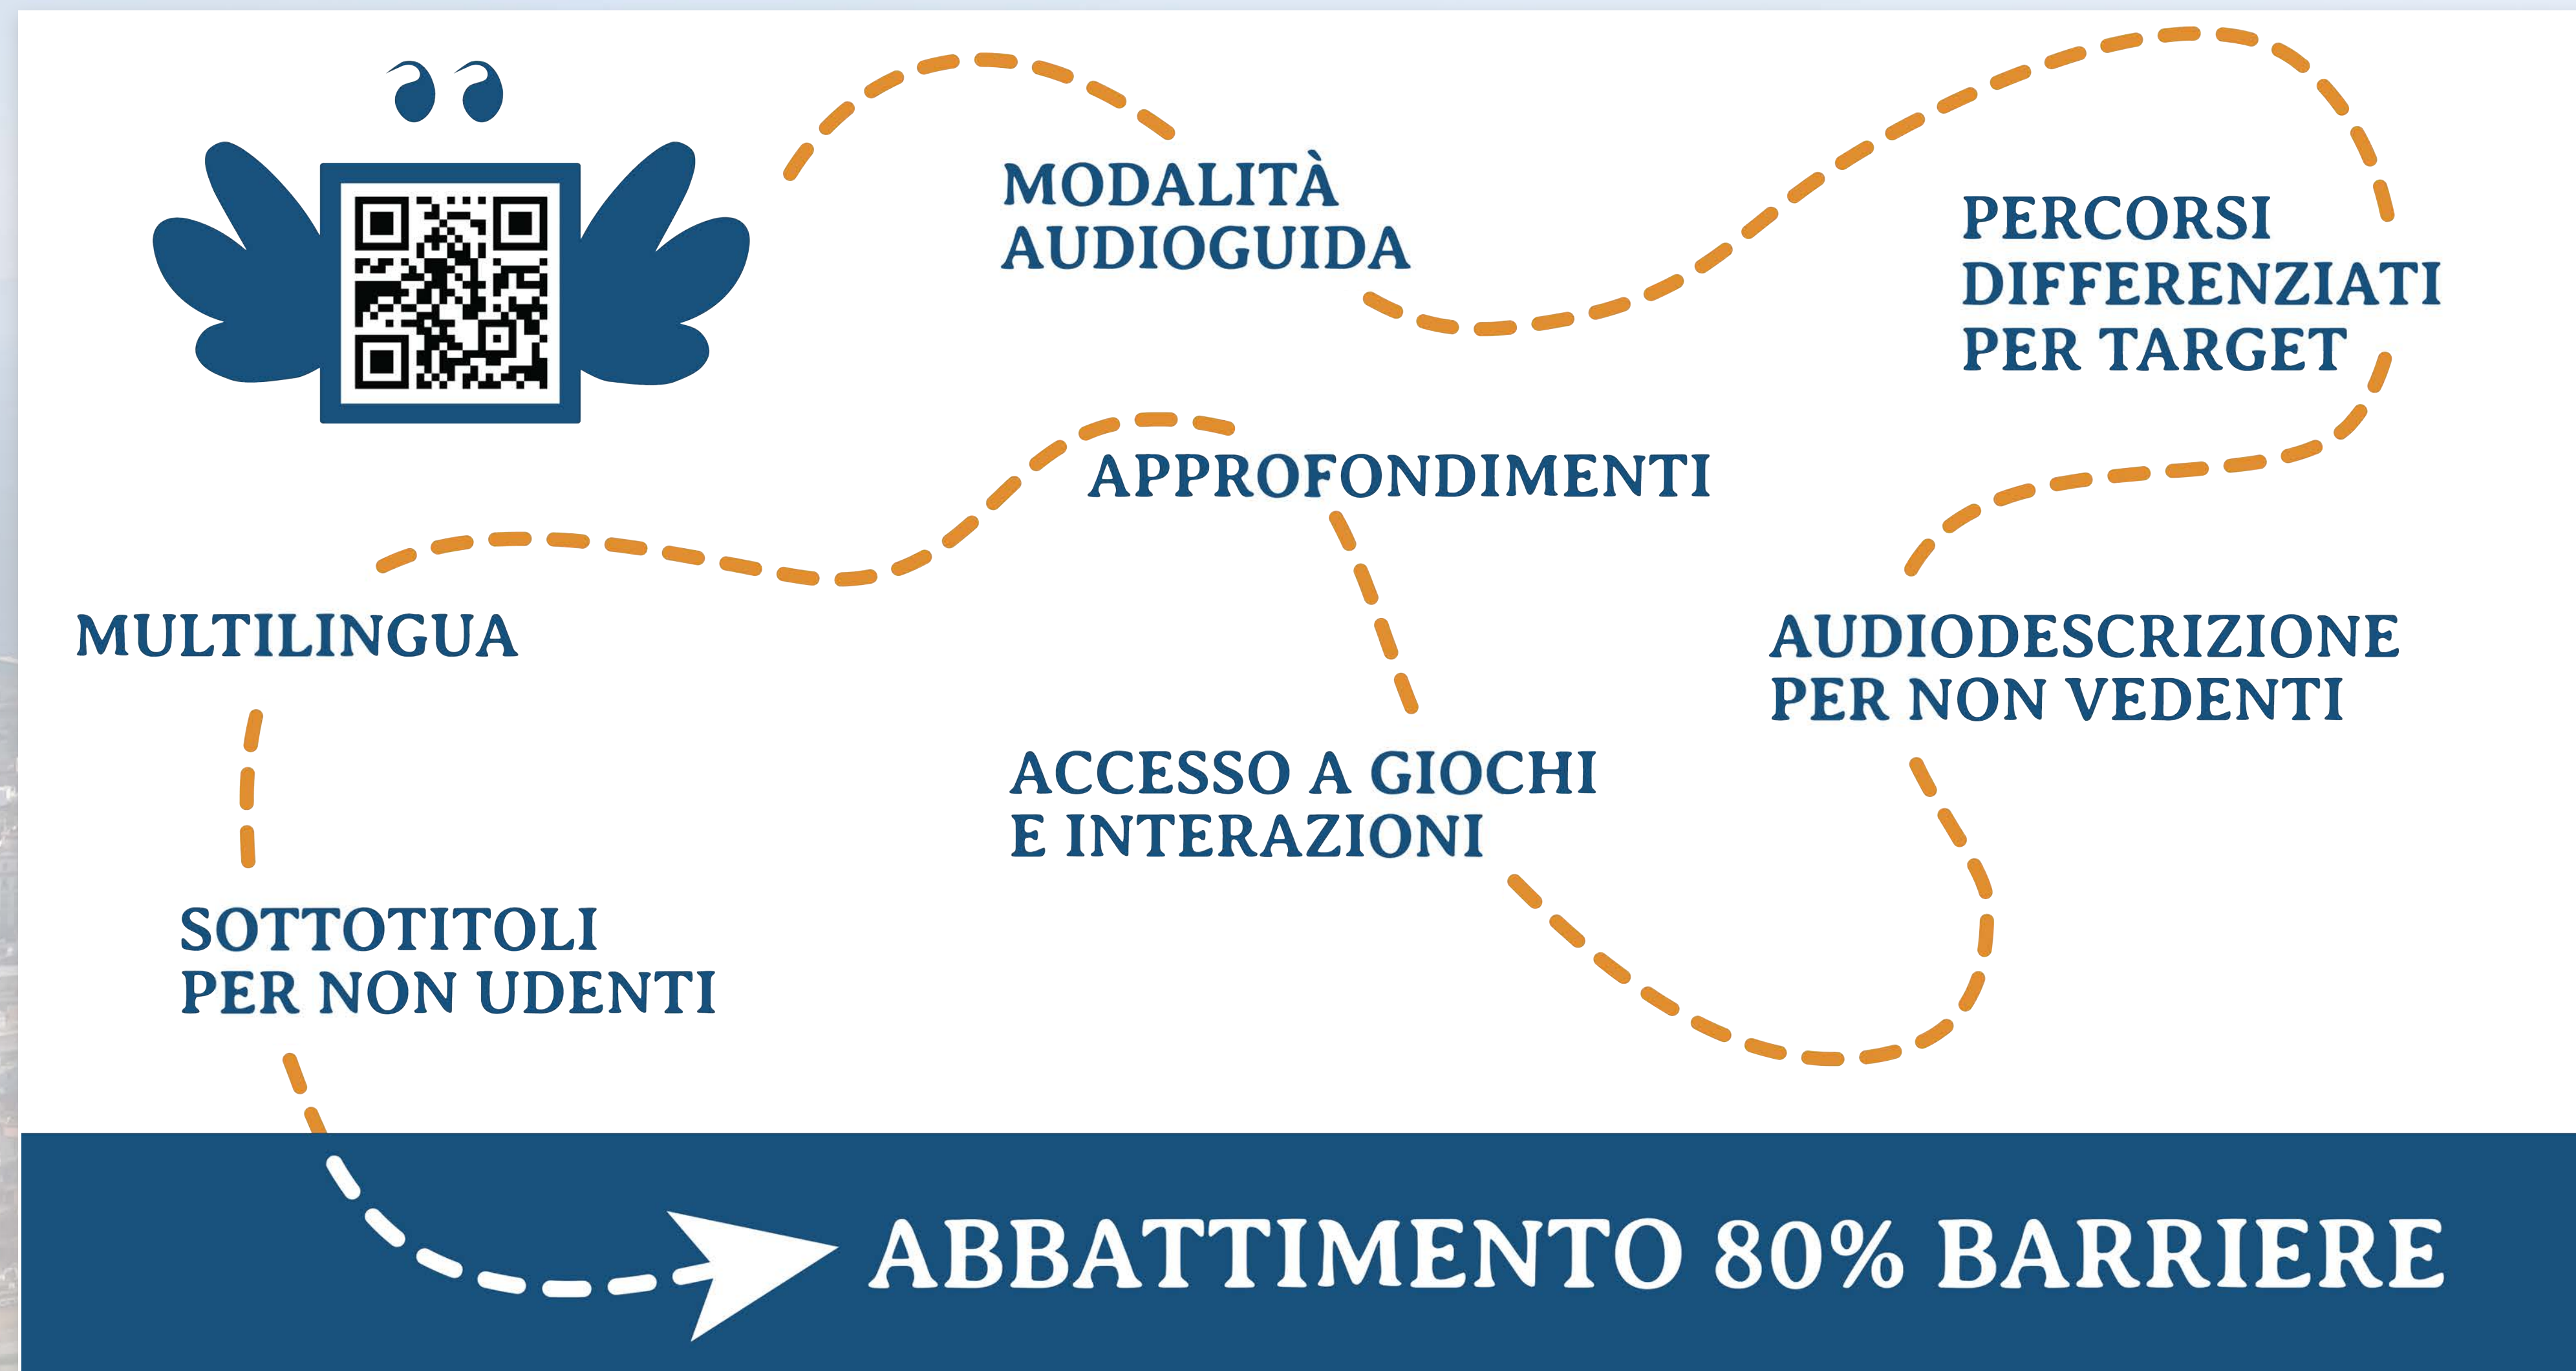 MODALITÀ
AUDIOGUIDA
PERCORSI
DIFFERENZIATI
PER TARGET
APPROFONDIMENTI
MULTILINGUA
AUDIODESCRIZIONE
PER NON VEDENTI
ACCESSO A GIOCHI
E INTERAZIONI
SOTTOTITOLI
PER NON UDENTI
ABBATTIMENTO 80% BARRIERE